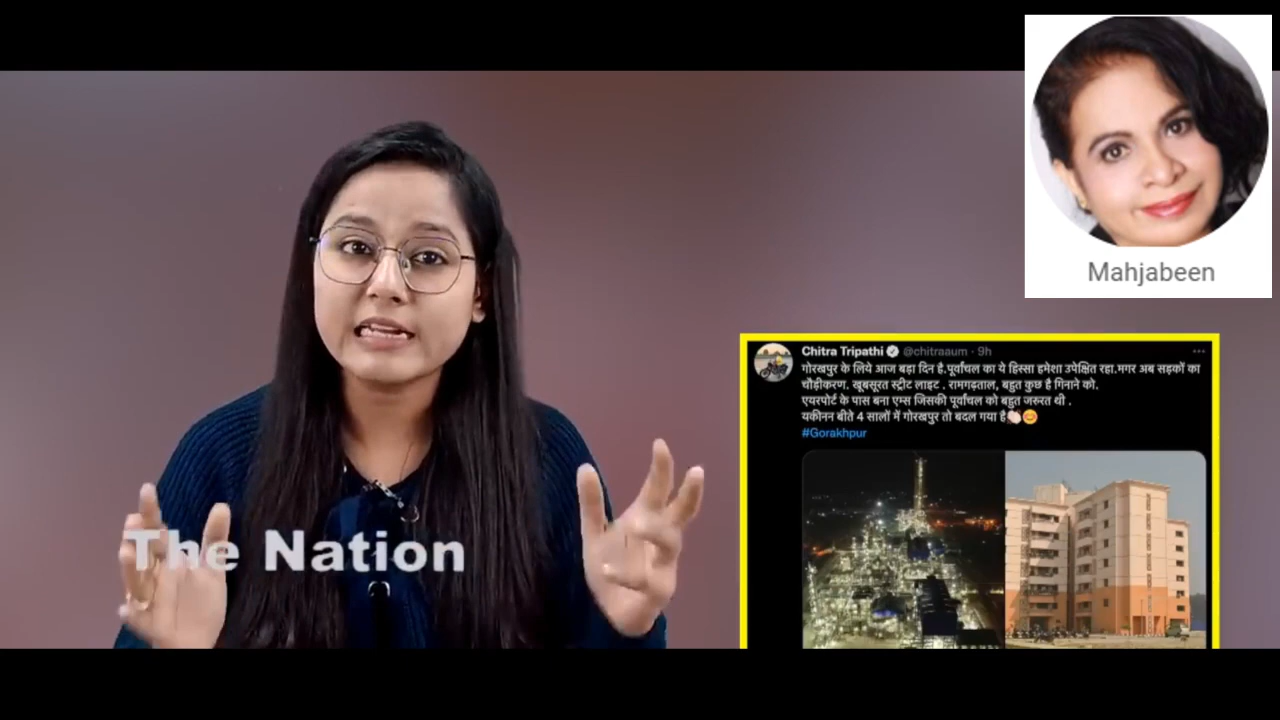 Mahjabeen
Chitra Tripathi @chitraaum · 9h
गोरखपुर के लिये आज बड़ा दिन है.पूर्वांचल का ये हिस्सा हमेशा उपेक्षित रहा.मगर अब सड़कों का
चौड़ीकरण. खूबसूरत स्ट्रीट लाइट . रामगढ़ताल, बहुत कुछ है गिनाने को.
एयरपोर्ट के पास बना एम्स जिसकी पूर्वांचल को बहुत जरुरत थी .
यकीनन बीते 4 सालों में गोरखपुर तो बदल गया है👏🏻😊
#Gorakhpur
The Nation